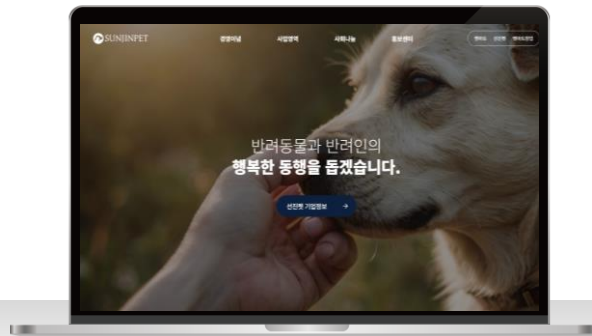 SUNJINPET
경영이념 사업영역 사회나눔 홍보센터
반려동물과 반려인의
행복한 동행을 돕겠습니다.
선진펫 기업정보 →